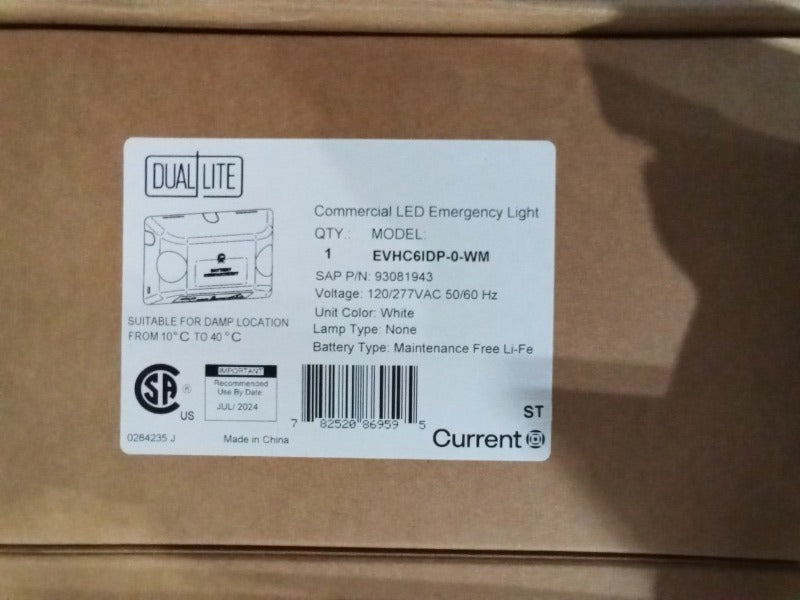 DUAL LITE
Commercial LED Emergency Light
QTY.: MODEL:
1 EVHC6IDP-0-WM
SAP P/N: 93081943
Voltage: 120/277VAC 50/60 Hz
Unit Color: White
Lamp Type: None
Battery Type: Maintenance Free Li-Fe
BATTERY
SUITABLE FOR DAMP LOCATION
FROM 10°C TO 40°C
SA ®
US
IMPORTANT
Recommended
Use By Date:
JUL/ 2024
7 82520 86959 5
ST
Current
0284235 J
Made in China